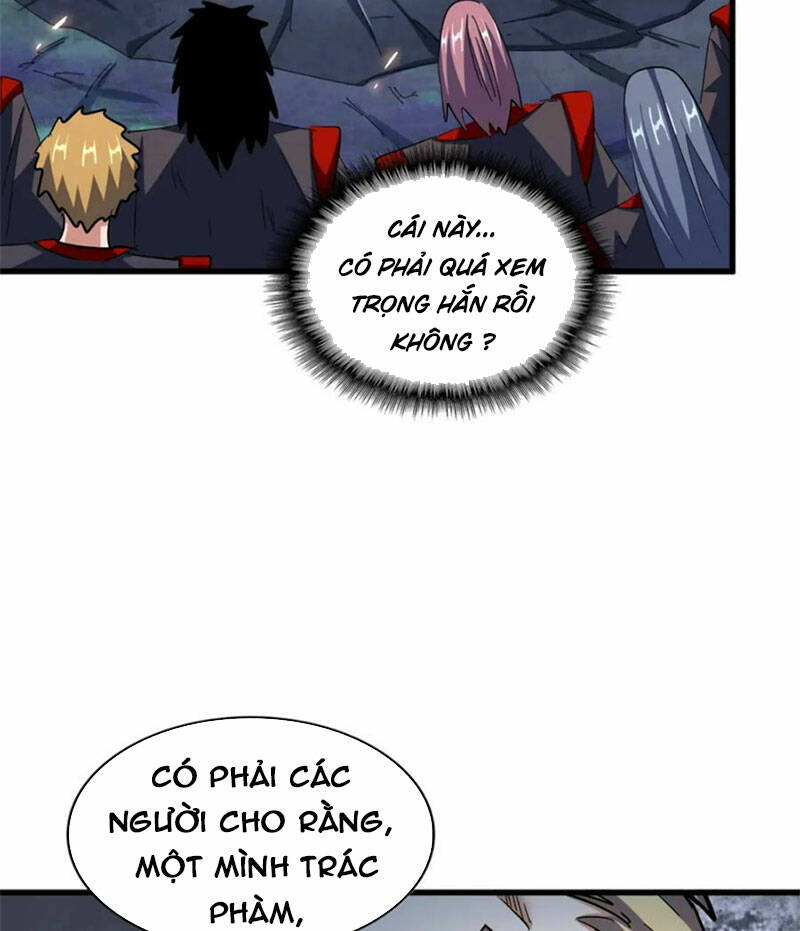 CÁI NÀY...
CÓ PHẢI QUÁ XEM
TRỌNG HẮN RỒI
KHÔNG ?
CÓ PHẢI CÁC
NGƯỜI CHO RẰNG,
MỘT MÌNH TRÁC
PHÀM,